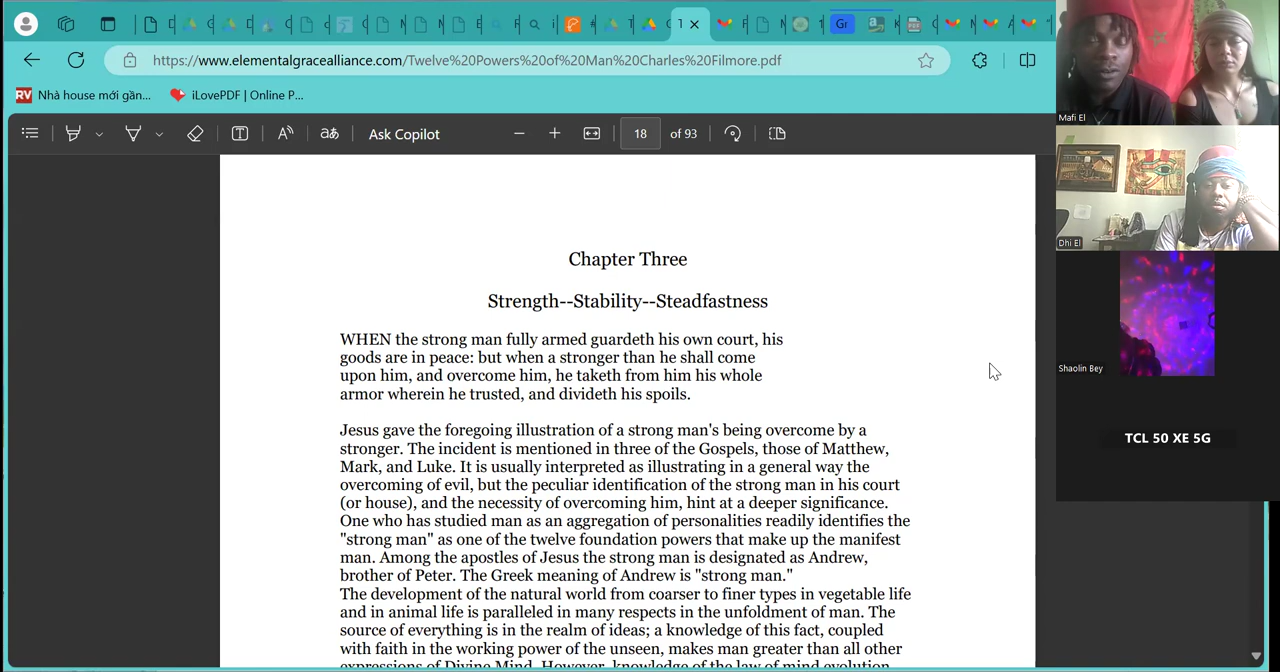 https://www.elementalgracealliance.com/Twelve%20Powers%20of%20Man%20Charles%20Filmore.pdf
Nhà house mới gần...
iLovePDF | Online P...
Ask Copilot
18 of 93
Chapter Three
Strength--Stability--Steadfastness
WHEN the strong man fully armed guardeth his own court, his
goods are in peace: but when a stronger than he shall come
upon him, and overcome him, he taketh from him his whole
armor wherein he trusted, and divideth his spoils.
Jesus gave the foregoing illustration of a strong man's being overcome by a
stronger. The incident is mentioned in three of the Gospels, those of Matthew,
Mark, and Luke. It is usually interpreted as illustrating in a general way the
overcoming of evil, but the peculiar identification of the strong man in his court
(or house), and the necessity of overcoming him, hint at a deeper significance.
One who has studied man as an aggregation of personalities readily identifies the
"strong man" as one of the twelve foundation powers that make up the manifest
man. Among the apostles of Jesus the strong man is designated as Andrew,
brother of Peter. The Greek meaning of Andrew is "strong man."
The development of the natural world from coarser to finer types in vegetable life
and in animal life is paralleled in many respects in the unfoldment of man. The
source of everything is in the realm of ideas; a knowledge of this fact, coupled
with faith in the working power of the unseen, makes man greater than all other
expressions of Divine Mind. However, knowledge of the law of mind evolution
Mafi El
Dhi El
Shaolin Bey
TCL 50 XE 5G